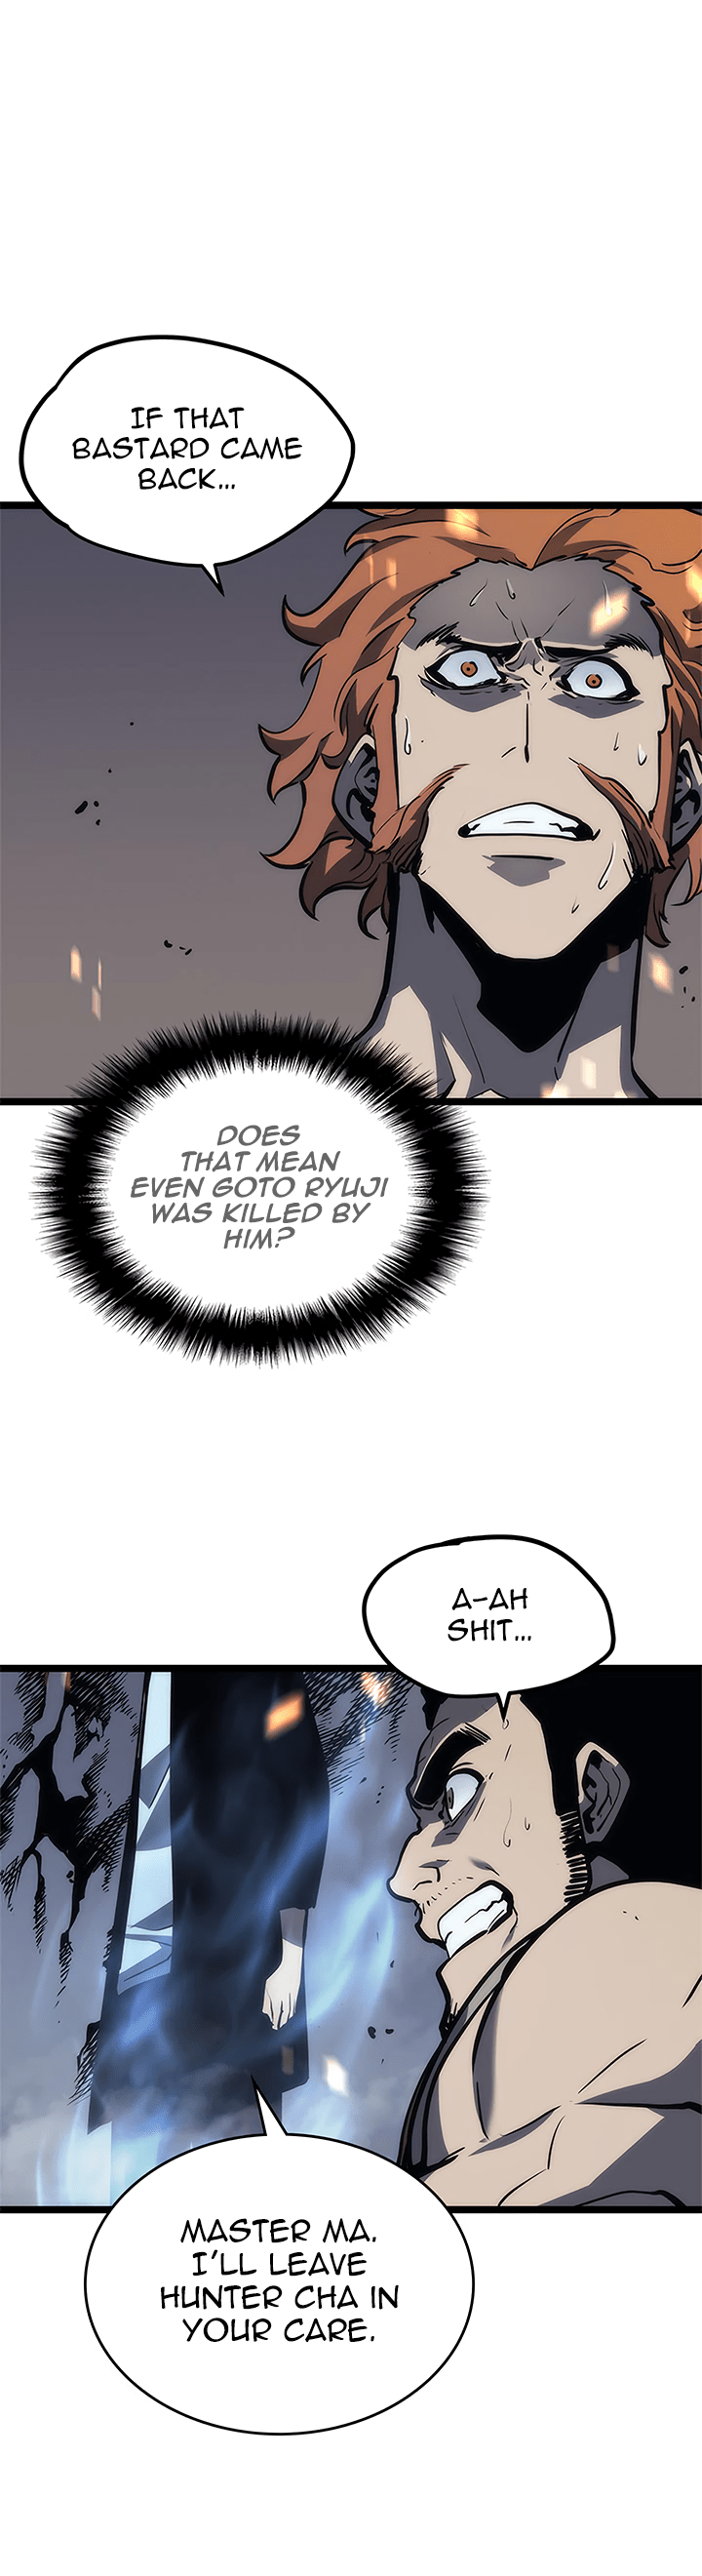 IF THAT
BASTARD CAME
BACK...
DOES
THAT MEAN
EVEN GOTO RYUJI
WAS KILLED BY
HIM?
A-AH
SHIT...
MASTER MA.
I'LL LEAVE
HUNTER CHA IN
YOUR CARE.